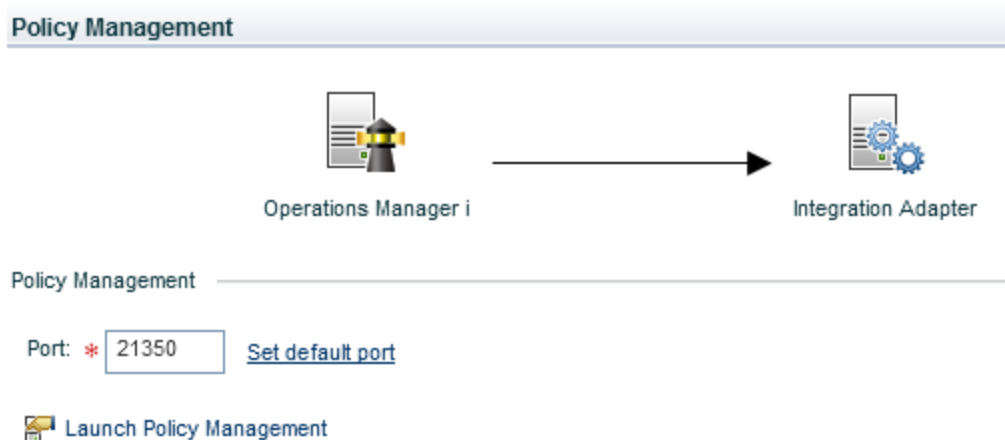 Policy Management
Operations Manager i
Integration Adapter
Policy Management
Port: * 21350 Set default port
Launch Policy Management